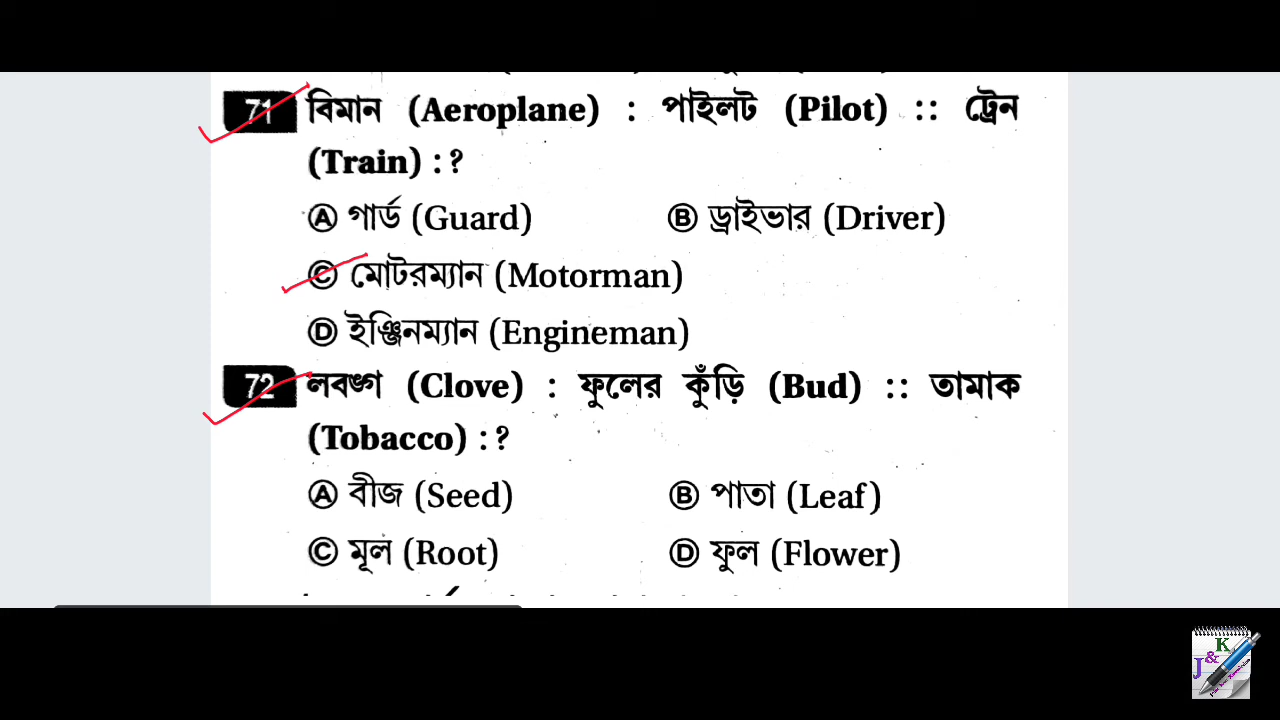 71 বিমান (Aeroplane) : পাইলট (Pilot) :: ট্রেন
(Train) : ?
Ⓐ গার্ড (Guard) Ⓑ ড্রাইভার (Driver)
Ⓒ মোটরম্যান (Motorman)
Ⓓ ইঞ্জিনম্যান (Engineman)
72 লবঙ্গ (Clove) : ফুলের কুঁড়ি (Bud) :: তামাক
(Tobacco) : ?
Ⓐ বীজ (Seed) Ⓑ পাতা (Leaf)
Ⓒ মূল (Root) Ⓓ ফুল (Flower)
J&K